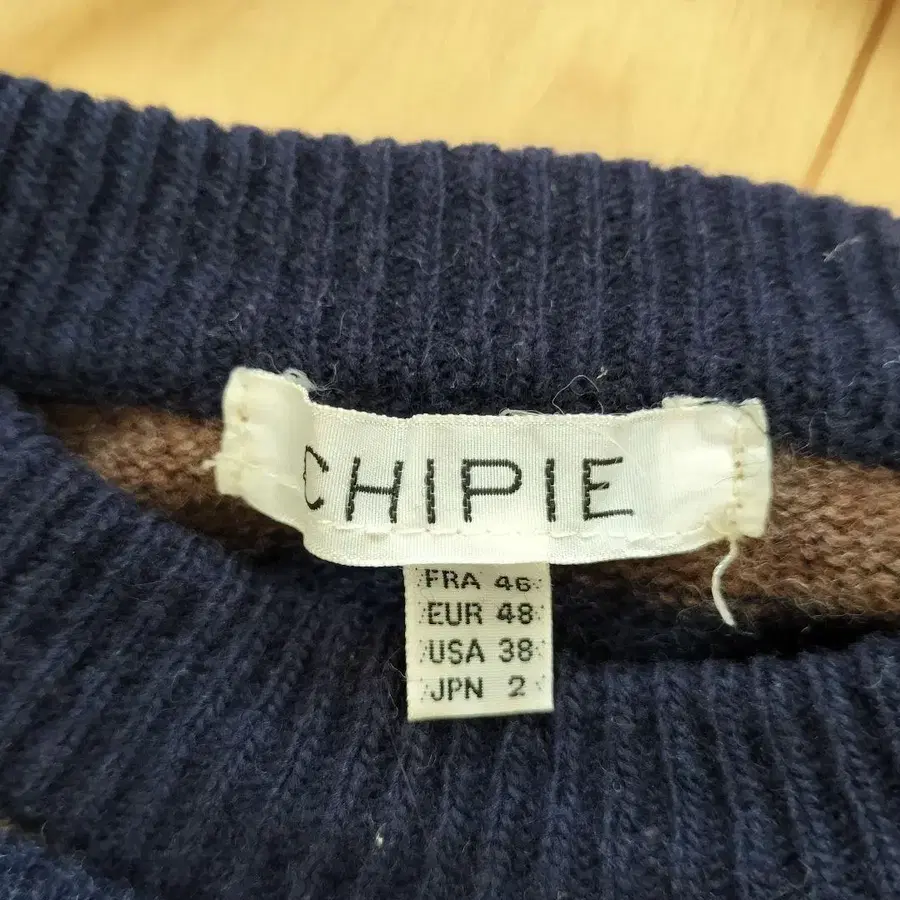 CHIPIE
FRA 46
EUR 48
USA 38
JPN 2